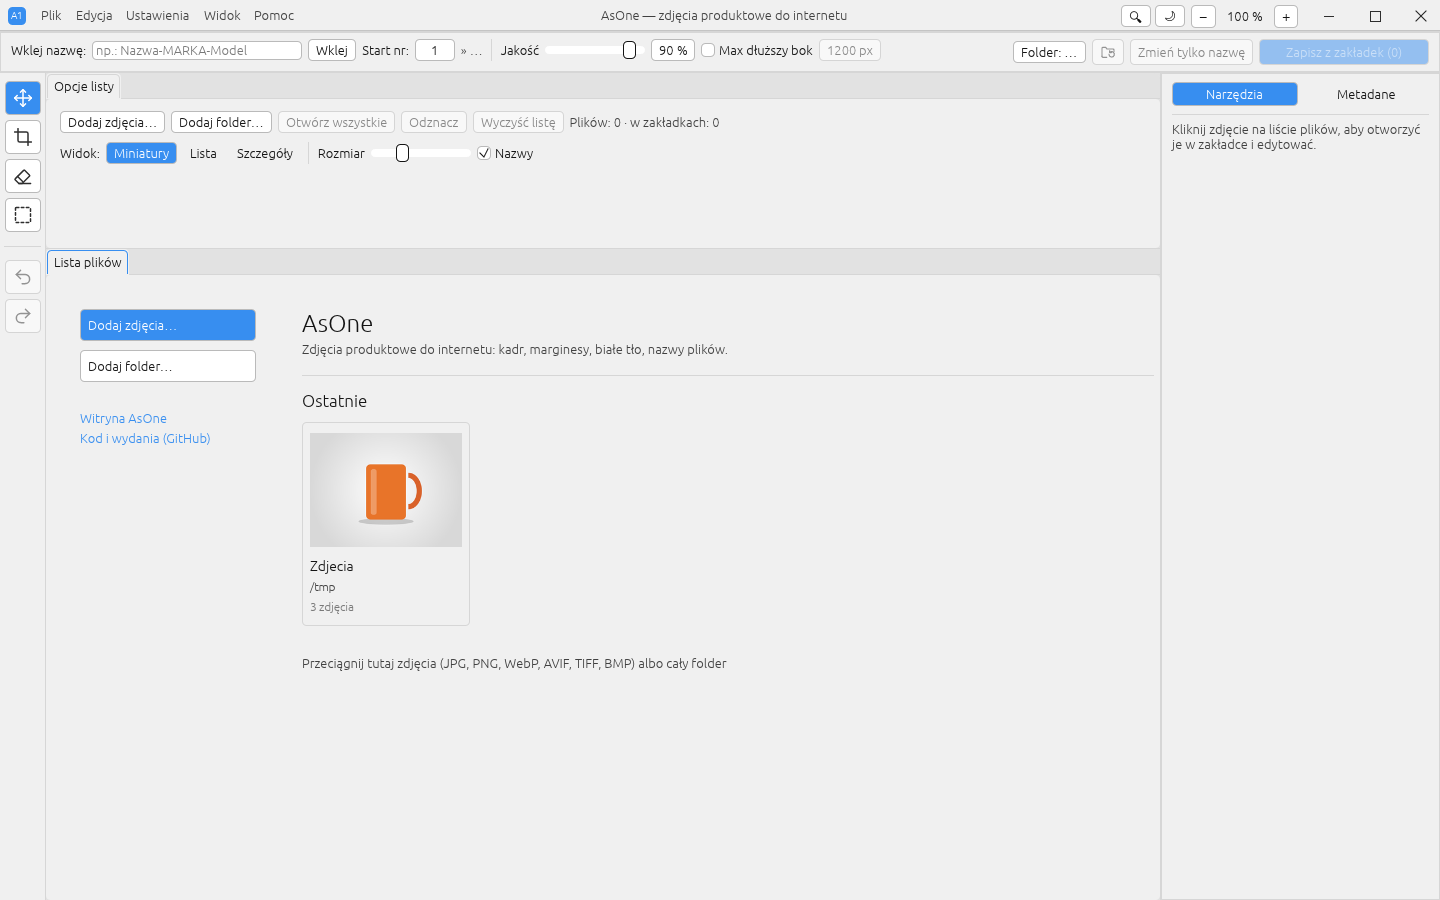 A1 Plik Edycja Ustawienia Widok Pomoc AsOne — zdjęcia produktowe do internetu − 100 % +
Wklej nazwę: np.: Nazwa-MARKA-Model Wklej Start nr: 1 » … Jakość 90 % Max dłuższy bok 1200 px Folder: … Zmień tylko nazwę Zapisz z zakładek (0)
Opcje listy
Dodaj zdjęcia… Dodaj folder… Otwórz wszystkie Odznacz Wyczyść listę Plików: 0 · w zakładkach: 0
Widok: Miniatury Lista Szczegóły Rozmiar Nazwy
Narzędzia Metadane
Kliknij zdjęcie na liście plików, aby otworzyć
je w zakładce i edytować.
Lista plików
Dodaj zdjęcia…
Dodaj folder…
Witryna AsOne
Kod i wydania (GitHub)
AsOne
Zdjęcia produktowe do internetu: kadr, marginesy, białe tło, nazwy plików.
Ostatnie
Zdjecia
/tmp
3 zdjęcia
Przeciągnij tutaj zdjęcia (JPG, PNG, WebP, AVIF, TIFF, BMP) albo cały folder